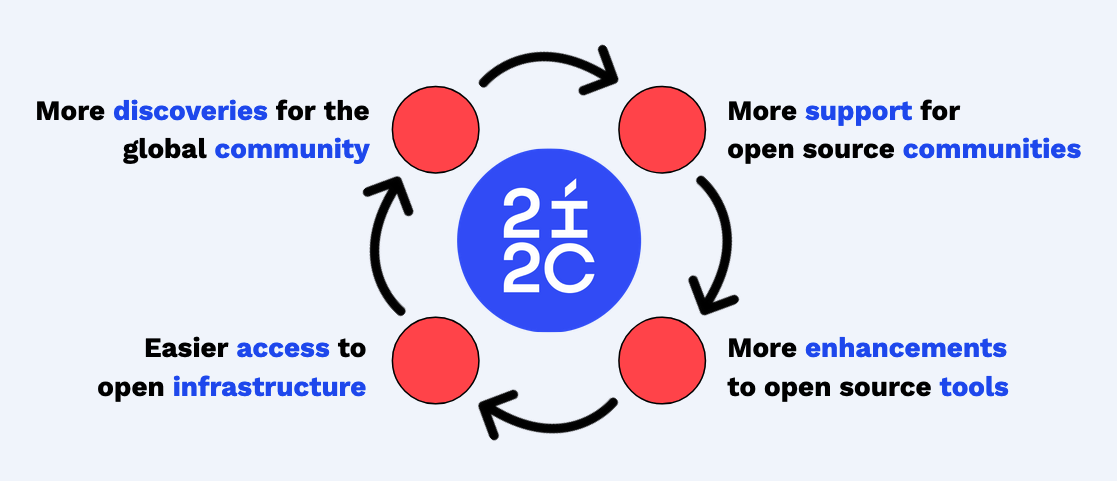 More discoveries for the
global community
More support for
open source communities
2í
2C
Easier access to
open infrastructure
More enhancements
to open source tools